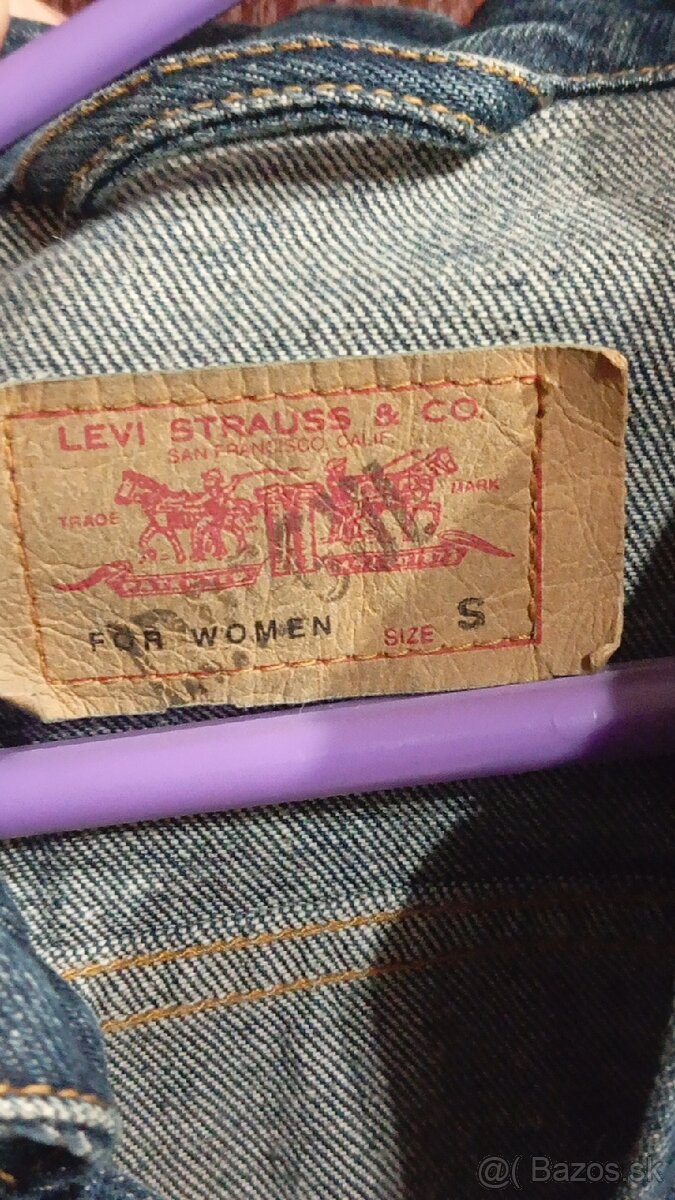 LEVI STRAUSS & CO.
SAN FRANCISCO, CALIF.
TRADE MARK
FOR WOMEN SIZE S
@( Bazos.sk